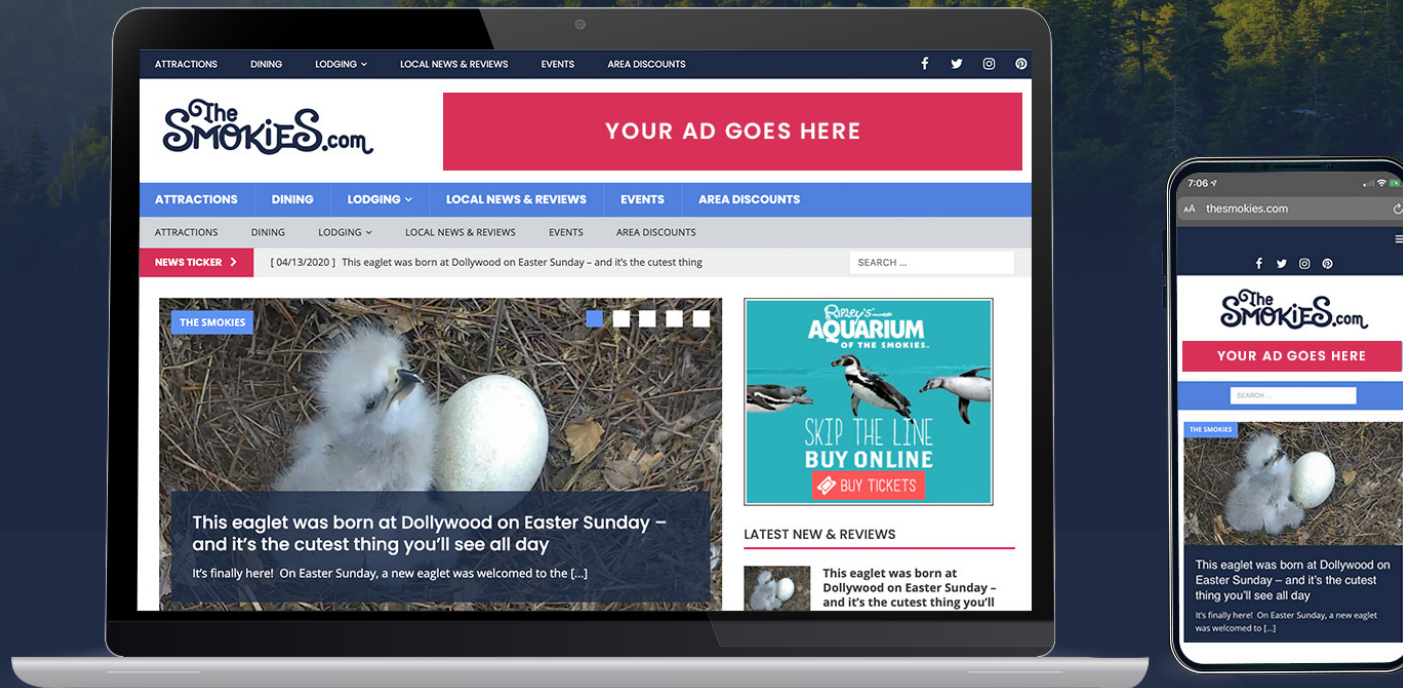 ATTRACTIONS DINING LODGING LOCAL NEWS & REVIEWS EVENTS AREA DISCOUNTS
The
SMOKiES.com
YOUR AD GOES HERE
ATTRACTIONS DINING LODGING LOCAL NEWS & REVIEWS EVENTS AREA DISCOUNTS
ATTRACTIONS DINING LODGING LOCAL NEWS & REVIEWS EVENTS AREA DISCOUNTS
NEWS TICKER [ 04/13/2020 ] This eaglet was born at Dollywood on Easter Sunday – and it's the cutest thing SEARCH ...
THE SMOKIES
This eaglet was born at Dollywood on Easter Sunday –
and it's the cutest thing you'll see all day
It's finally here! On Easter Sunday, a new eaglet was welcomed to the [...]
Ripley's
AQUARIUM
OF THE SMOKIES.
SKIP THE LINE
BUY ONLINE
BUY TICKETS
LATEST NEW & REVIEWS
This eaglet was born at
Dollywood on Easter Sunday –
and it's the cutest thing you'll
7:06
AA thesmokies.com
The
SMOKiES.com
YOUR AD GOES HERE
SEARCH ...
THE SMOKIES
This eaglet was born at Dollywood on
Easter Sunday – and it's the cutest
thing you'll see all day
It's finally here! On Easter Sunday, a new eaglet
was welcomed to [...]